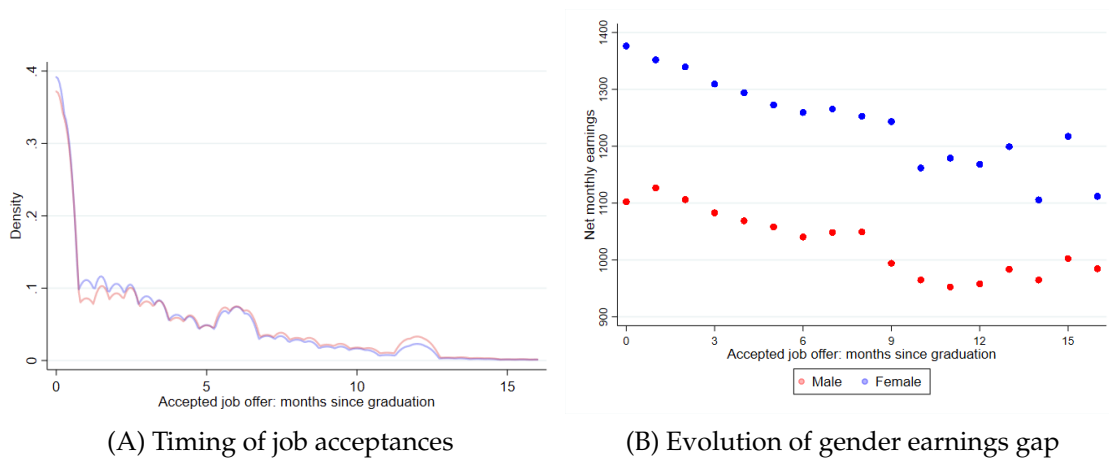 .4
.3
.2
.1
0
Density
0 5 10 15
Accepted job offer: months since graduation
(A) Timing of job acceptances
1400
1300
1200
1100
1000
900
Net monthly earnings
0 3 6 9 12 15
Accepted job offer: months since graduation
Male Female
(B) Evolution of gender earnings gap